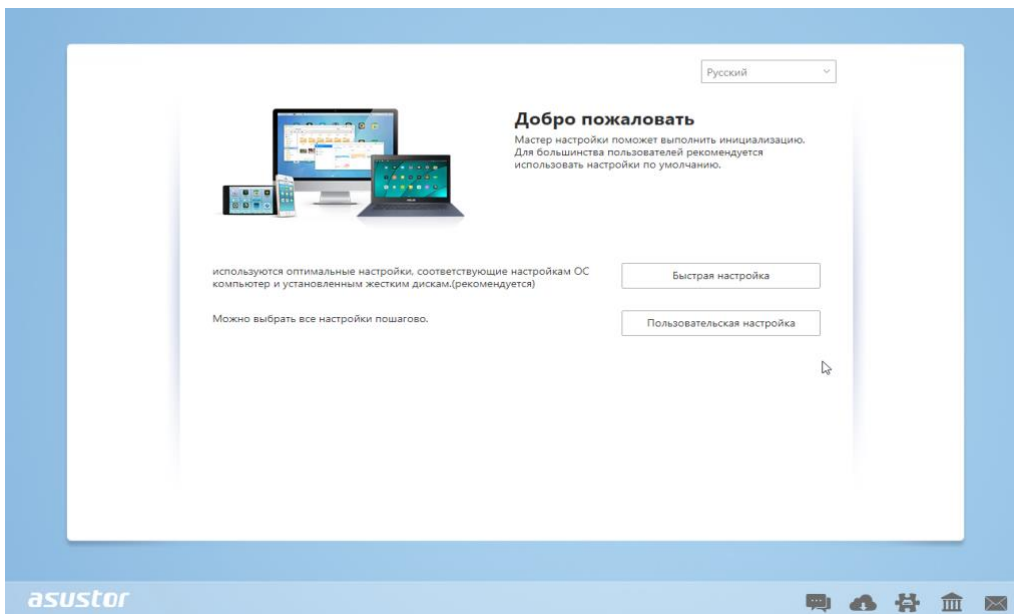 Русский
Добро пожаловать
Мастер настройки поможет выполнить инициализацию.
Для большинства пользователей рекомендуется
использовать настройки по умолчанию.
используются оптимальные настройки, соответствующие настройкам ОС
компьютер и установленным жестким дискам.(рекомендуется)
Быстрая настройка
Можно выбрать все настройки пошагово.
Пользовательская настройка
asustor